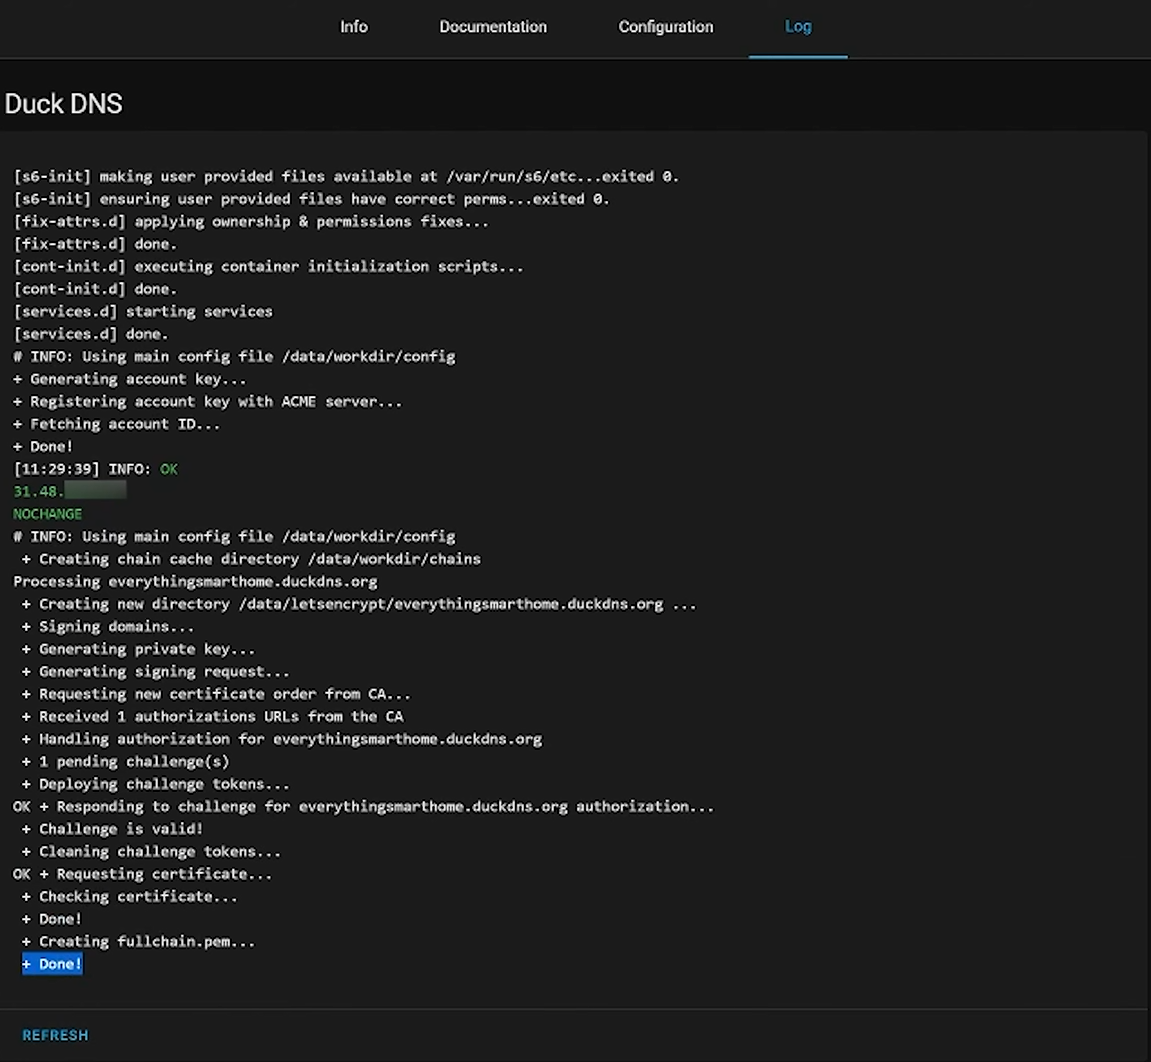 Info Documentation Configuration Log
Duck DNS
[s6-init] making user provided files available at /var/run/s6/etc...exited 0.
[s6-init] ensuring user provided files have correct perms...exited 0.
[fix-attrs.d] applying ownership & permissions fixes...
[fix-attrs.d] done.
[cont-init.d] executing container initialization scripts...
[cont-init.d] done.
[services.d] starting services
[services.d] done.
# INFO: Using main config file /data/workdir/config
+ Generating account key...
+ Registering account key with ACME server...
+ Fetching account ID...
+ Done!
[11:29:39] INFO: OK
31.48.
NOCHANGE
# INFO: Using main config file /data/workdir/config
+ Creating chain cache directory /data/workdir/chains
Processing everythingsmarthome.duckdns.org
+ Creating new directory /data/letsencrypt/everythingsmarthome.duckdns.org ...
+ Signing domains...
+ Generating private key...
+ Generating signing request...
+ Requesting new certificate order from CA...
+ Received 1 authorizations URLs from the CA
+ Handling authorization for everythingsmarthome.duckdns.org
+ 1 pending challenge(s)
+ Deploying challenge tokens...
OK + Responding to challenge for everythingsmarthome.duckdns.org authorization...
+ Challenge is valid!
+ Cleaning challenge tokens...
OK + Requesting certificate...
+ Checking certificate...
+ Done!
+ Creating fullchain.pem...
+ Done!
REFRESH